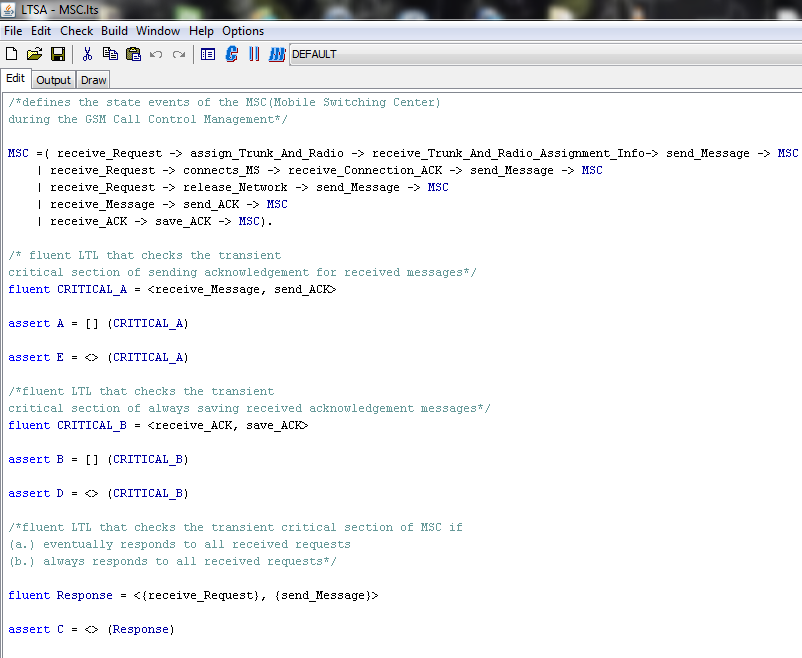 LTSA - MSC.lts
File Edit Check Build Window Help Options
DEFAULT
Edit Output Draw
/*defines the state events of the MSC(Mobile Switching Center)
during the GSM Call Control Management*/
MSC =( receive_Request -> assign_Trunk_And_Radio -> receive_Trunk_And_Radio_Assignment_Info-> send_Message -> MSC
| receive_Request -> connects_MS -> receive_Connection_ACK -> send_Message -> MSC
| receive_Request -> release_Network -> send_Message -> MSC
| receive_Message -> send_ACK -> MSC
| receive_ACK -> save_ACK -> MSC).
/* fluent LTL that checks the transient
critical section of sending acknowledgement for received messages*/
fluent CRITICAL_A = <receive_Message, send_ACK>
assert A = [] (CRITICAL_A)
assert E = <> (CRITICAL_A)
/*fluent LTL that checks the transient
critical section of always saving received acknowledgement messages*/
fluent CRITICAL_B = <receive_ACK, save_ACK>
assert B = [] (CRITICAL_B)
assert D = <> (CRITICAL_B)
/*fluent LTL that checks the transient critical section of MSC if
(a.) eventually responds to all received requests
(b.) always responds to all received requests*/
fluent Response = <{receive_Request}, {send_Message}>
assert C = <> (Response)